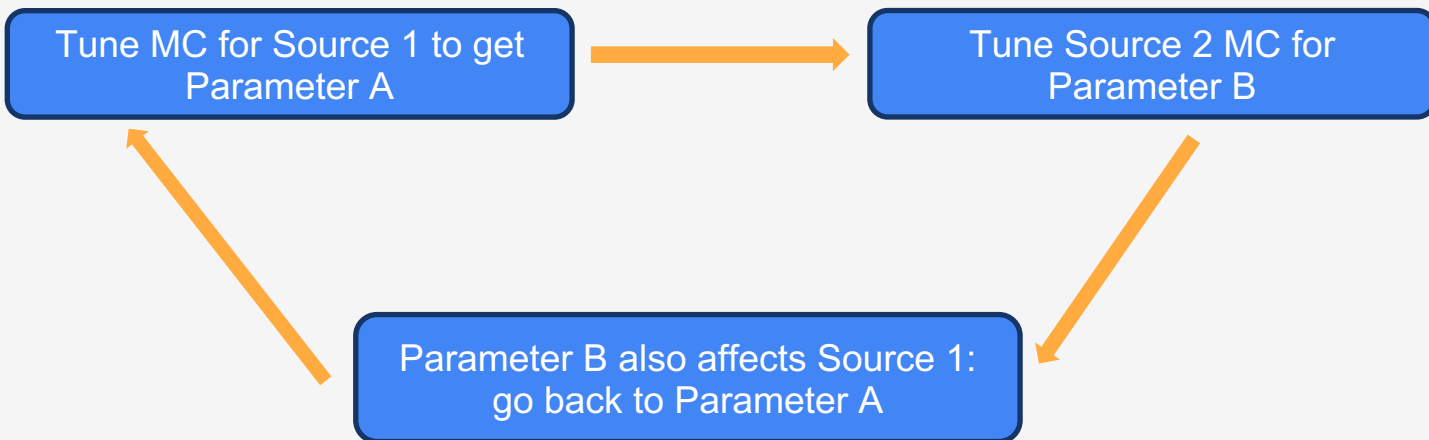 Tune MC for Source 1 to get
Parameter A
Tune Source 2 MC for
Parameter B
Parameter B also affects Source 1:
go back to Parameter A